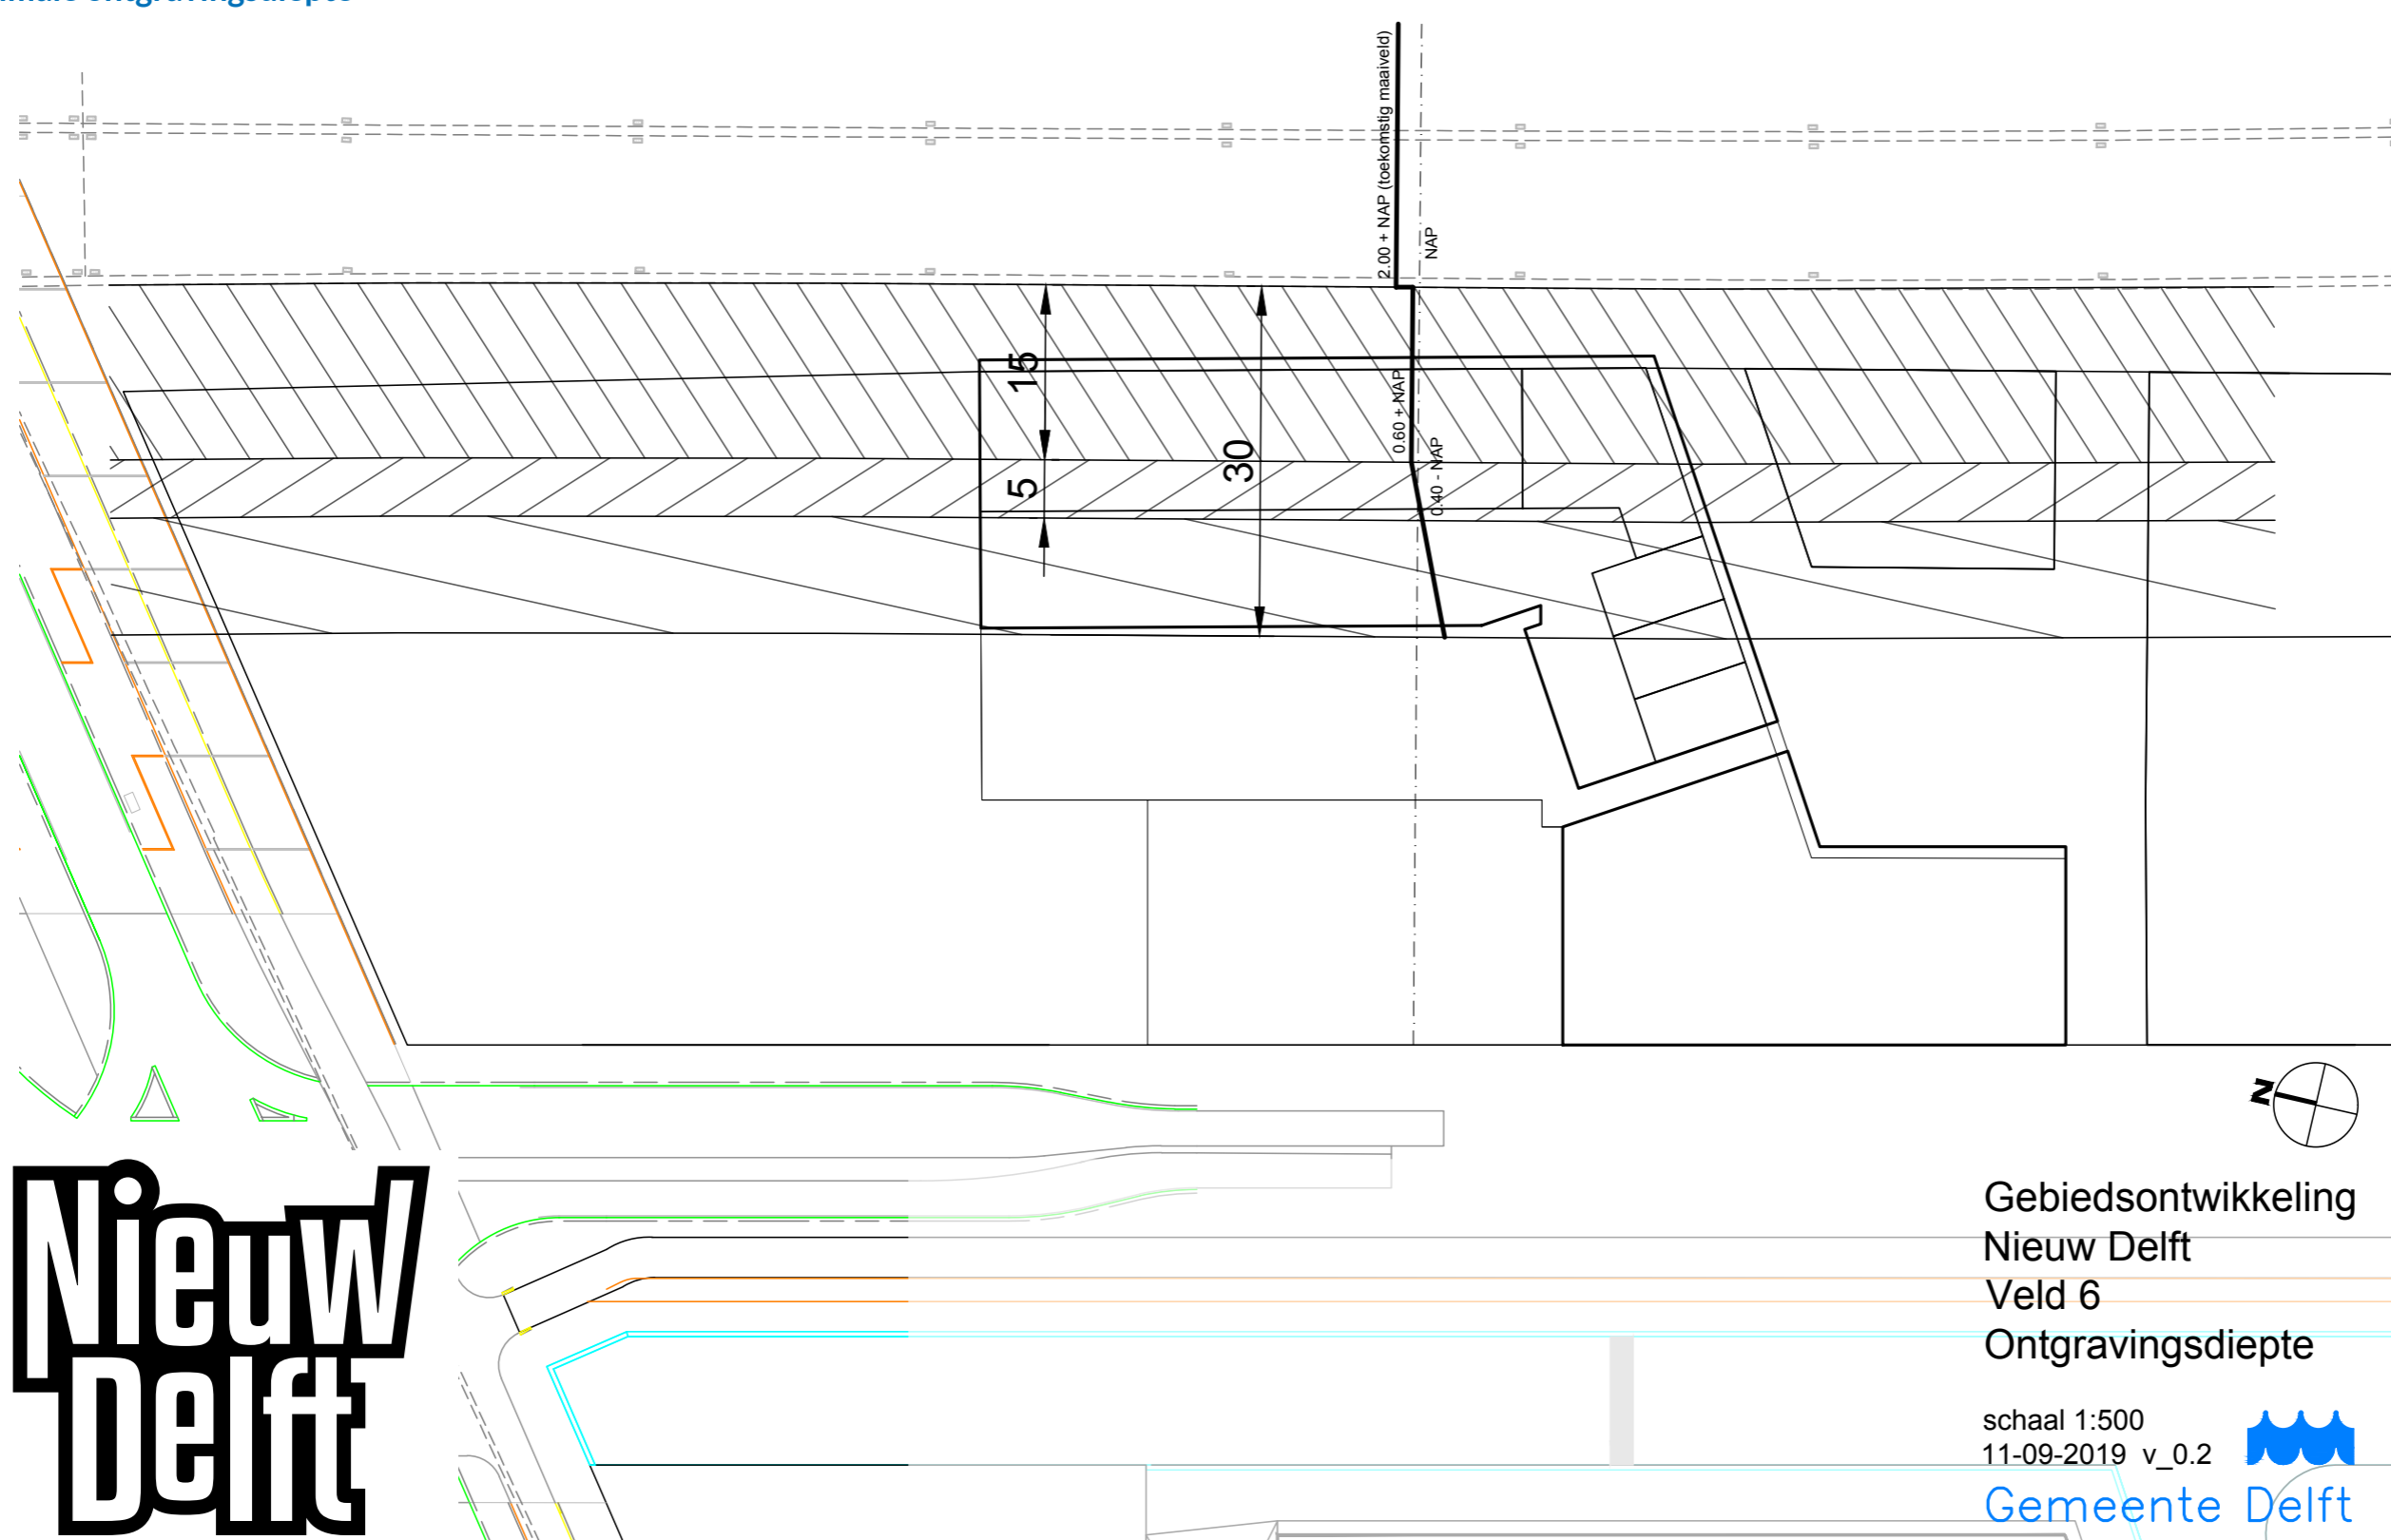 ontgravingsdiepte
2.00 + NAP (toekomstig maaiveld)
NAP
15
0.60 + NAP
30
0.40 - NAP
5
N
Nieuw
Delft
Gebiedsontwikkeling
Nieuw Delft
Veld 6
Ontgravingsdiepte
schaal 1:500
11-09-2019 v_0.2
Gemeente Delft